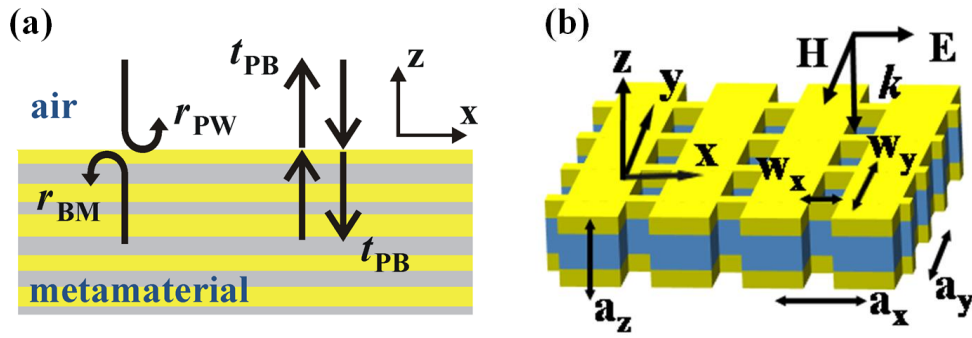 (a)
t_PB
z
air
r_PW
x
r_BM
t_PB
metamaterial
(b)
H
E
z
y
k
x
w_x
w_y
a_z
a_x
a_y